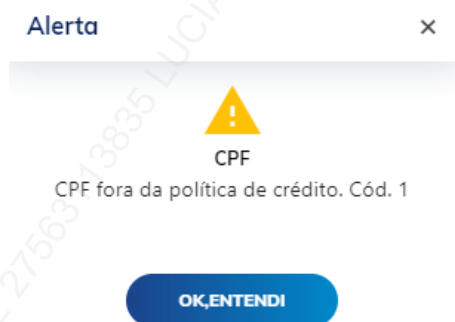 Alerta
CPF
CPF fora da política de crédito. Cód. 1
OK,ENTENDI